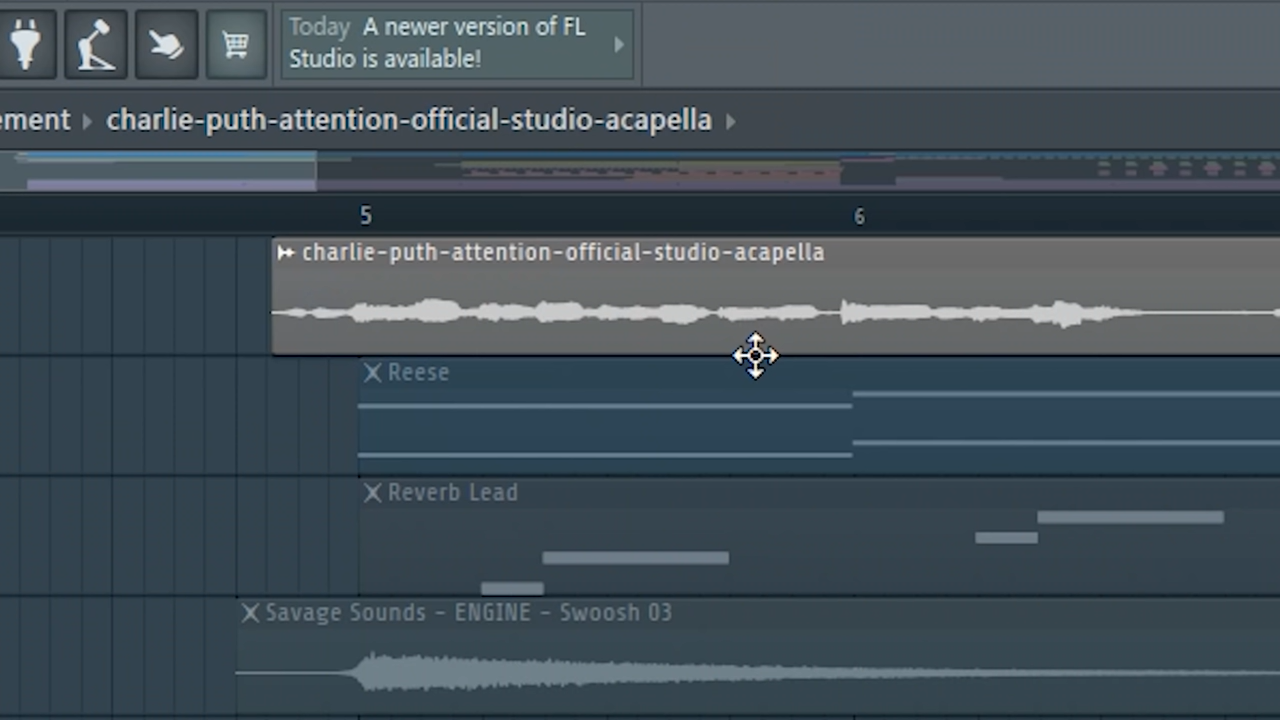 Today A newer version of FL
Studio is available!
ement charlie-puth-attention-official-studio-acapella
5 6
charlie-puth-attention-official-studio-acapella
Reese
Reverb Lead
Savage Sounds - ENGINE - Swoosh 03